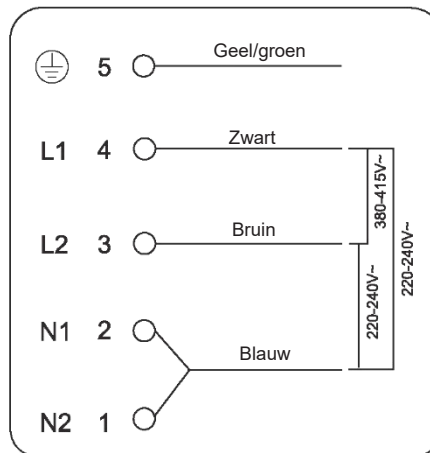 5 Geel/groen
L1 4 Zwart
L2 3 Bruin
N1 2
Blauw
N2 1
380-415V~
220-240V~
220-240V~